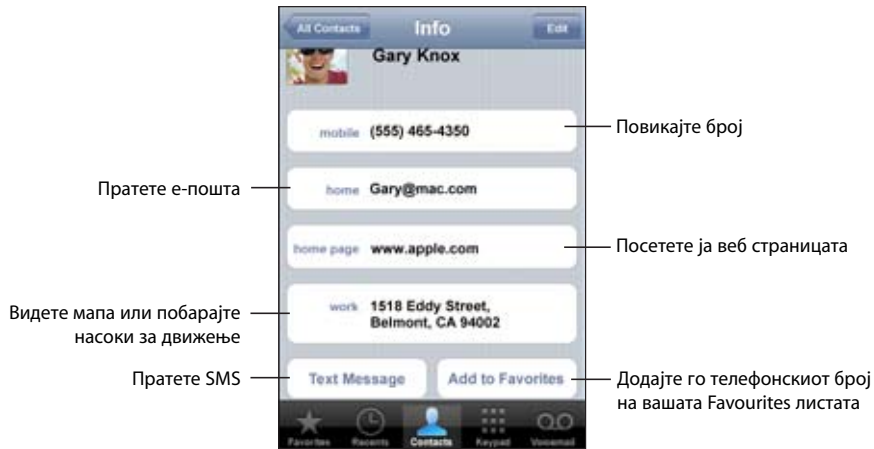 All Contacts Info Edit
Gary Knox
mobile (555) 465-4350
Повикајте број
Пратете е-пошта
home Gary@mac.com
home page www.apple.com
Посетете ја веб страницата
Видете мапа или побарајте
насоки за движење
work 1518 Eddy Street,
Belmont, CA 94002
Пратете SMS
Text Message Add to Favorites
Додајте го телефонскиот број
на вашата Favourites листата
Favorites Recents Contacts Keypad Voicemail